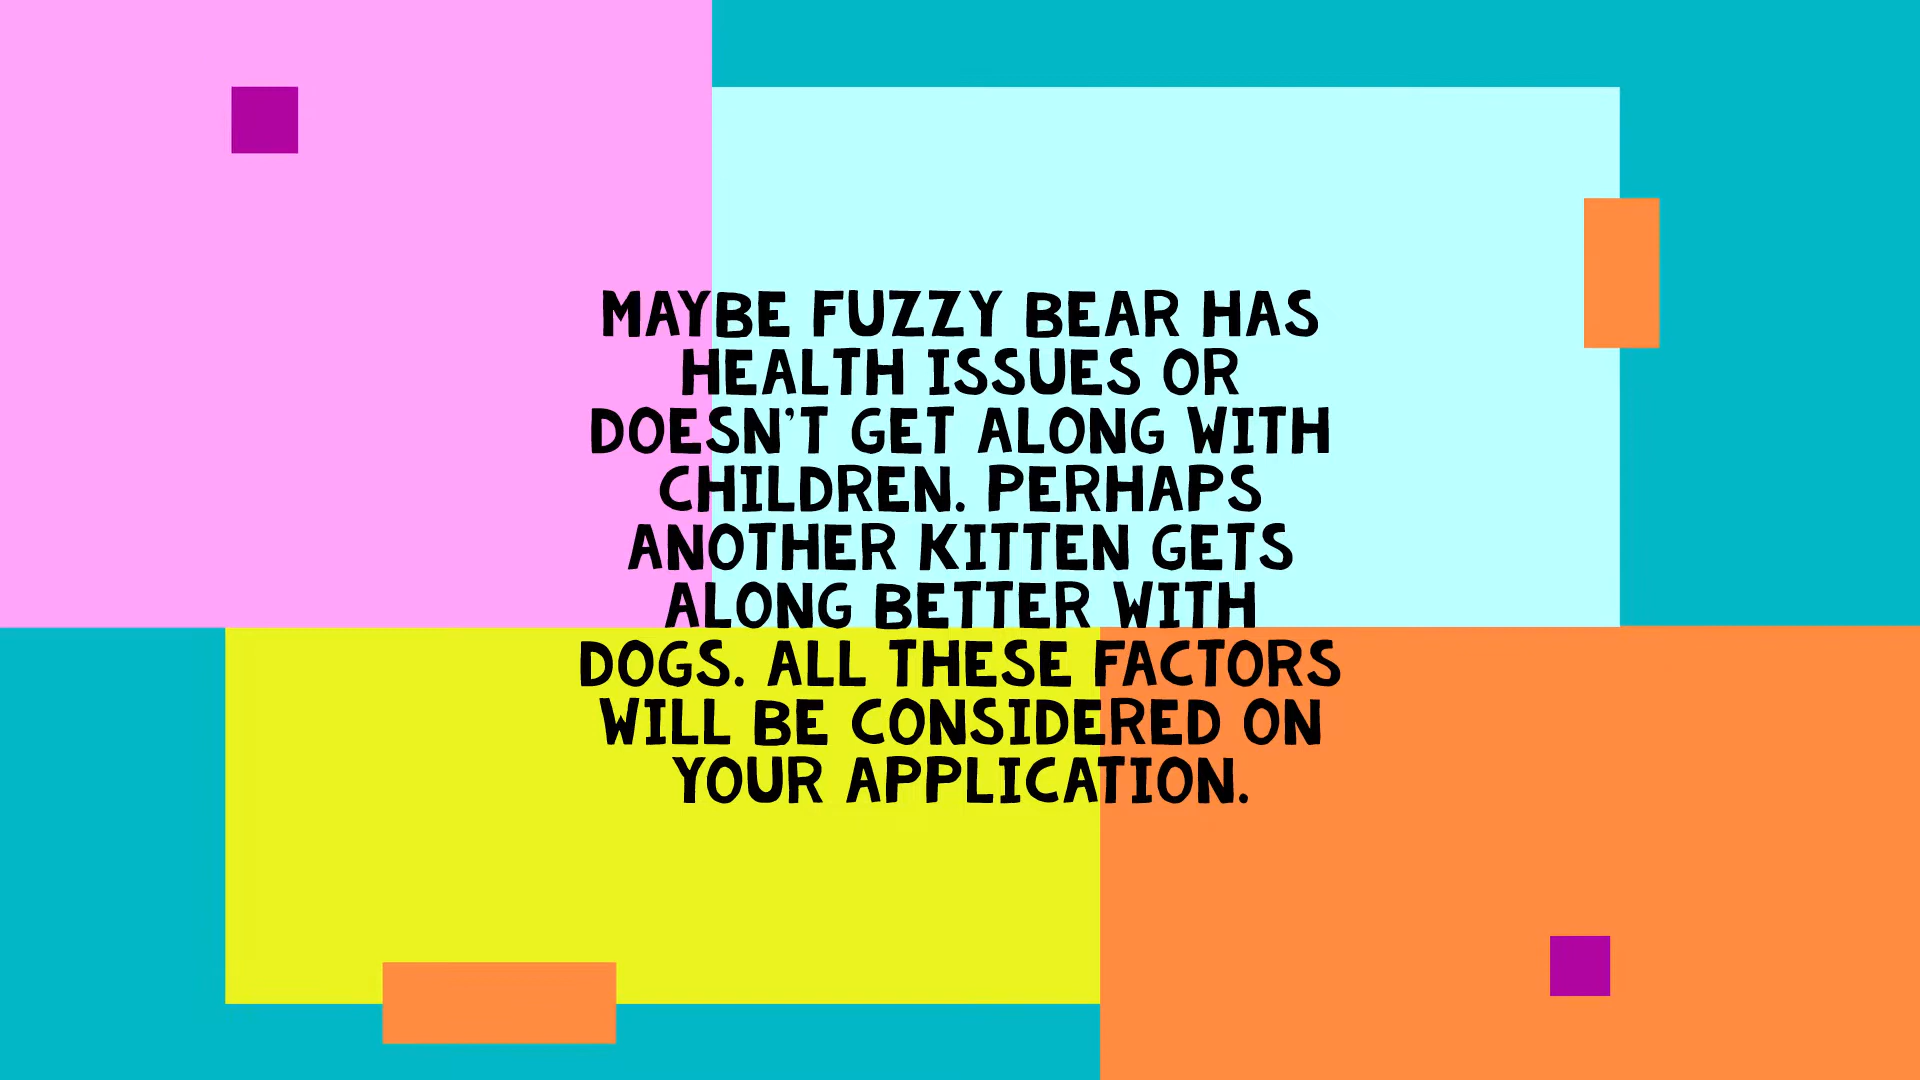 MAYBE FUZZY BEAR HAS
HEALTH ISSUES OR
DOESN'T GET ALONG WITH
CHILDREN. PERHAPS
ANOTHER KITTEN GETS
ALONG BETTER WITH
DOGS. ALL THESE FACTORS
WILL BE CONSIDERED ON
YOUR APPLICATION.